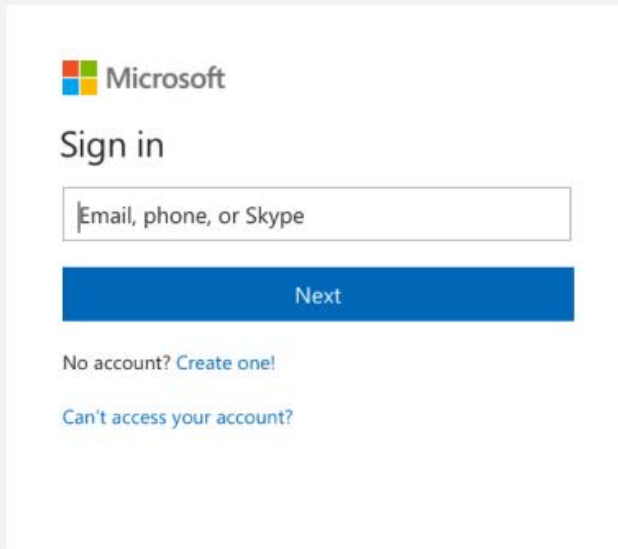 Microsoft
Sign in
Email, phone, or Skype
Next
No account? Create one!
Can't access your account?